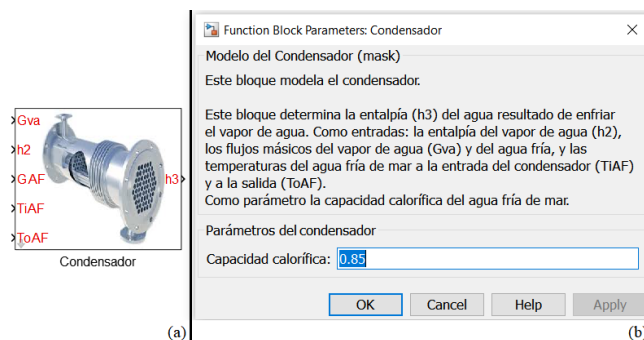 Gva
h2
GAF
TiAF
ToAF
h3
Condensador
(a)
Function Block Parameters: Condensador
Modelo del Condensador (mask)
Este bloque modela el condensador.
Este bloque determina la entalpía (h3) del agua resultado de enfriar
el vapor de agua. Como entradas: la entalpía del vapor de agua (h2),
los flujos másicos del vapor de agua (Gva) y del agua fría, y las
temperaturas del agua fría de mar a la entrada del condensador (TiAF)
y a la salida (ToAF).
Como parámetro la capacidad calorífica del agua fría de mar.
Parámetros del condensador
Capacidad calorífica: 0.85
OK Cancel Help Apply
(b)